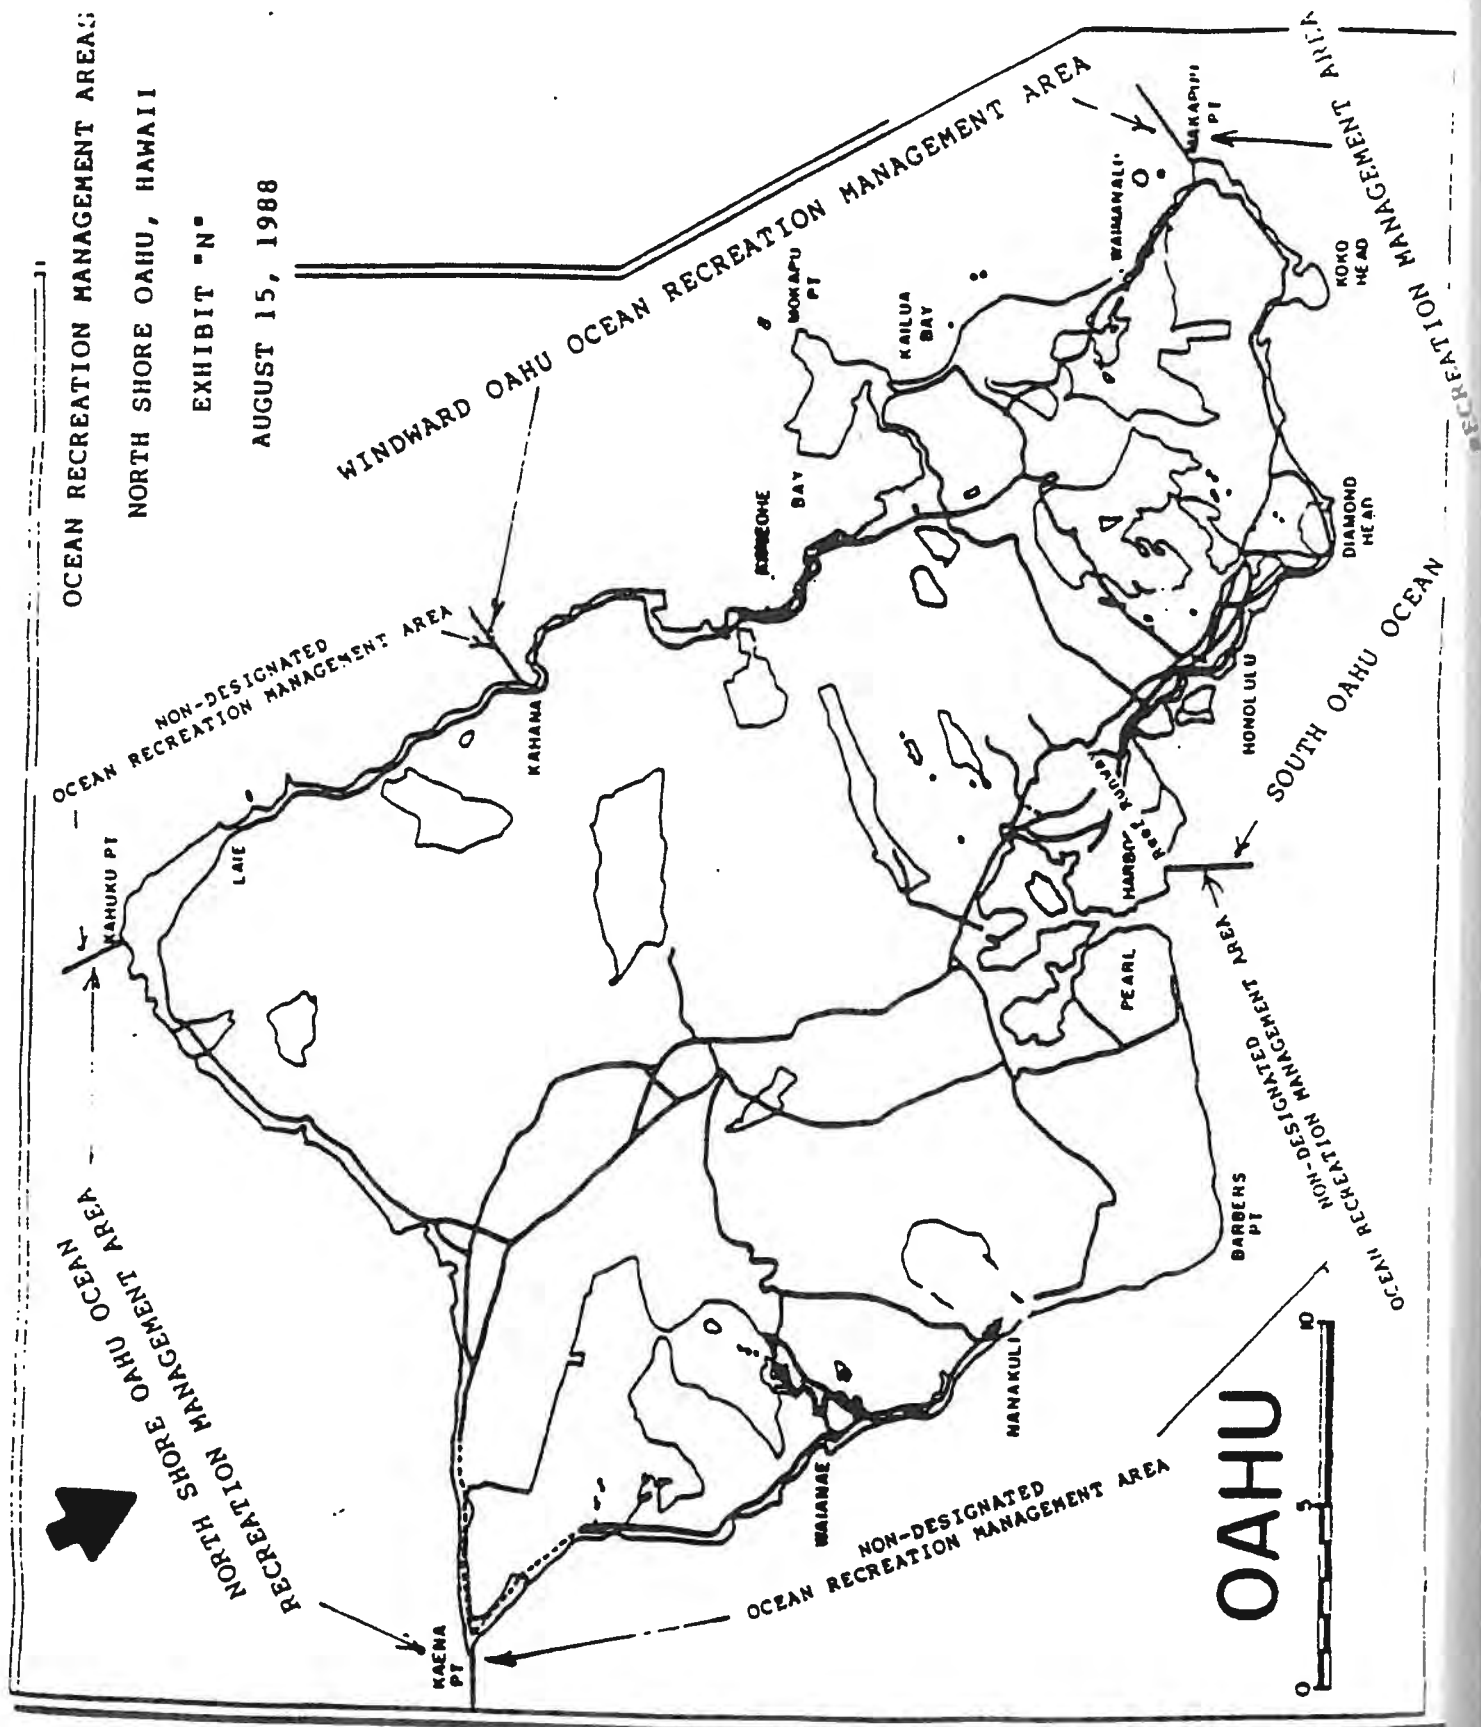 OCEAN RECREATION MANAGEMENT AREAS
NORTH SHORE OAHU, HAWAII
EXHIBIT "N"
AUGUST 15, 1988
NORTH SHORE OAHU OCEAN
RECREATION MANAGEMENT AREA
KAHUKU PT
NON-DESIGNATED
OCEAN RECREATION MANAGEMENT AREA
WINDWARD OAHU OCEAN RECREATION MANAGEMENT AREA
LAIE
KAHANA
KANEOHE
BAY
MOKAPU
PT
KAILUA
BAY
WAIMANALO
MAKAPUU
PT
KAENA
PT
WAIANAE
NANAKULI
BARBERS
PT
PEARL
HARBOR
Reef Runway
HONOLULU
DIAMOND
HEAD
KOKO
HEAD
NON-DESIGNATED
OCEAN RECREATION MANAGEMENT AREA
NON-DESIGNATED
OCEAN RECREATION MANAGEMENT AREA
SOUTH OAHU OCEAN
RECREATION MANAGEMENT AREA
RECREATION
OAHU
0 5 10